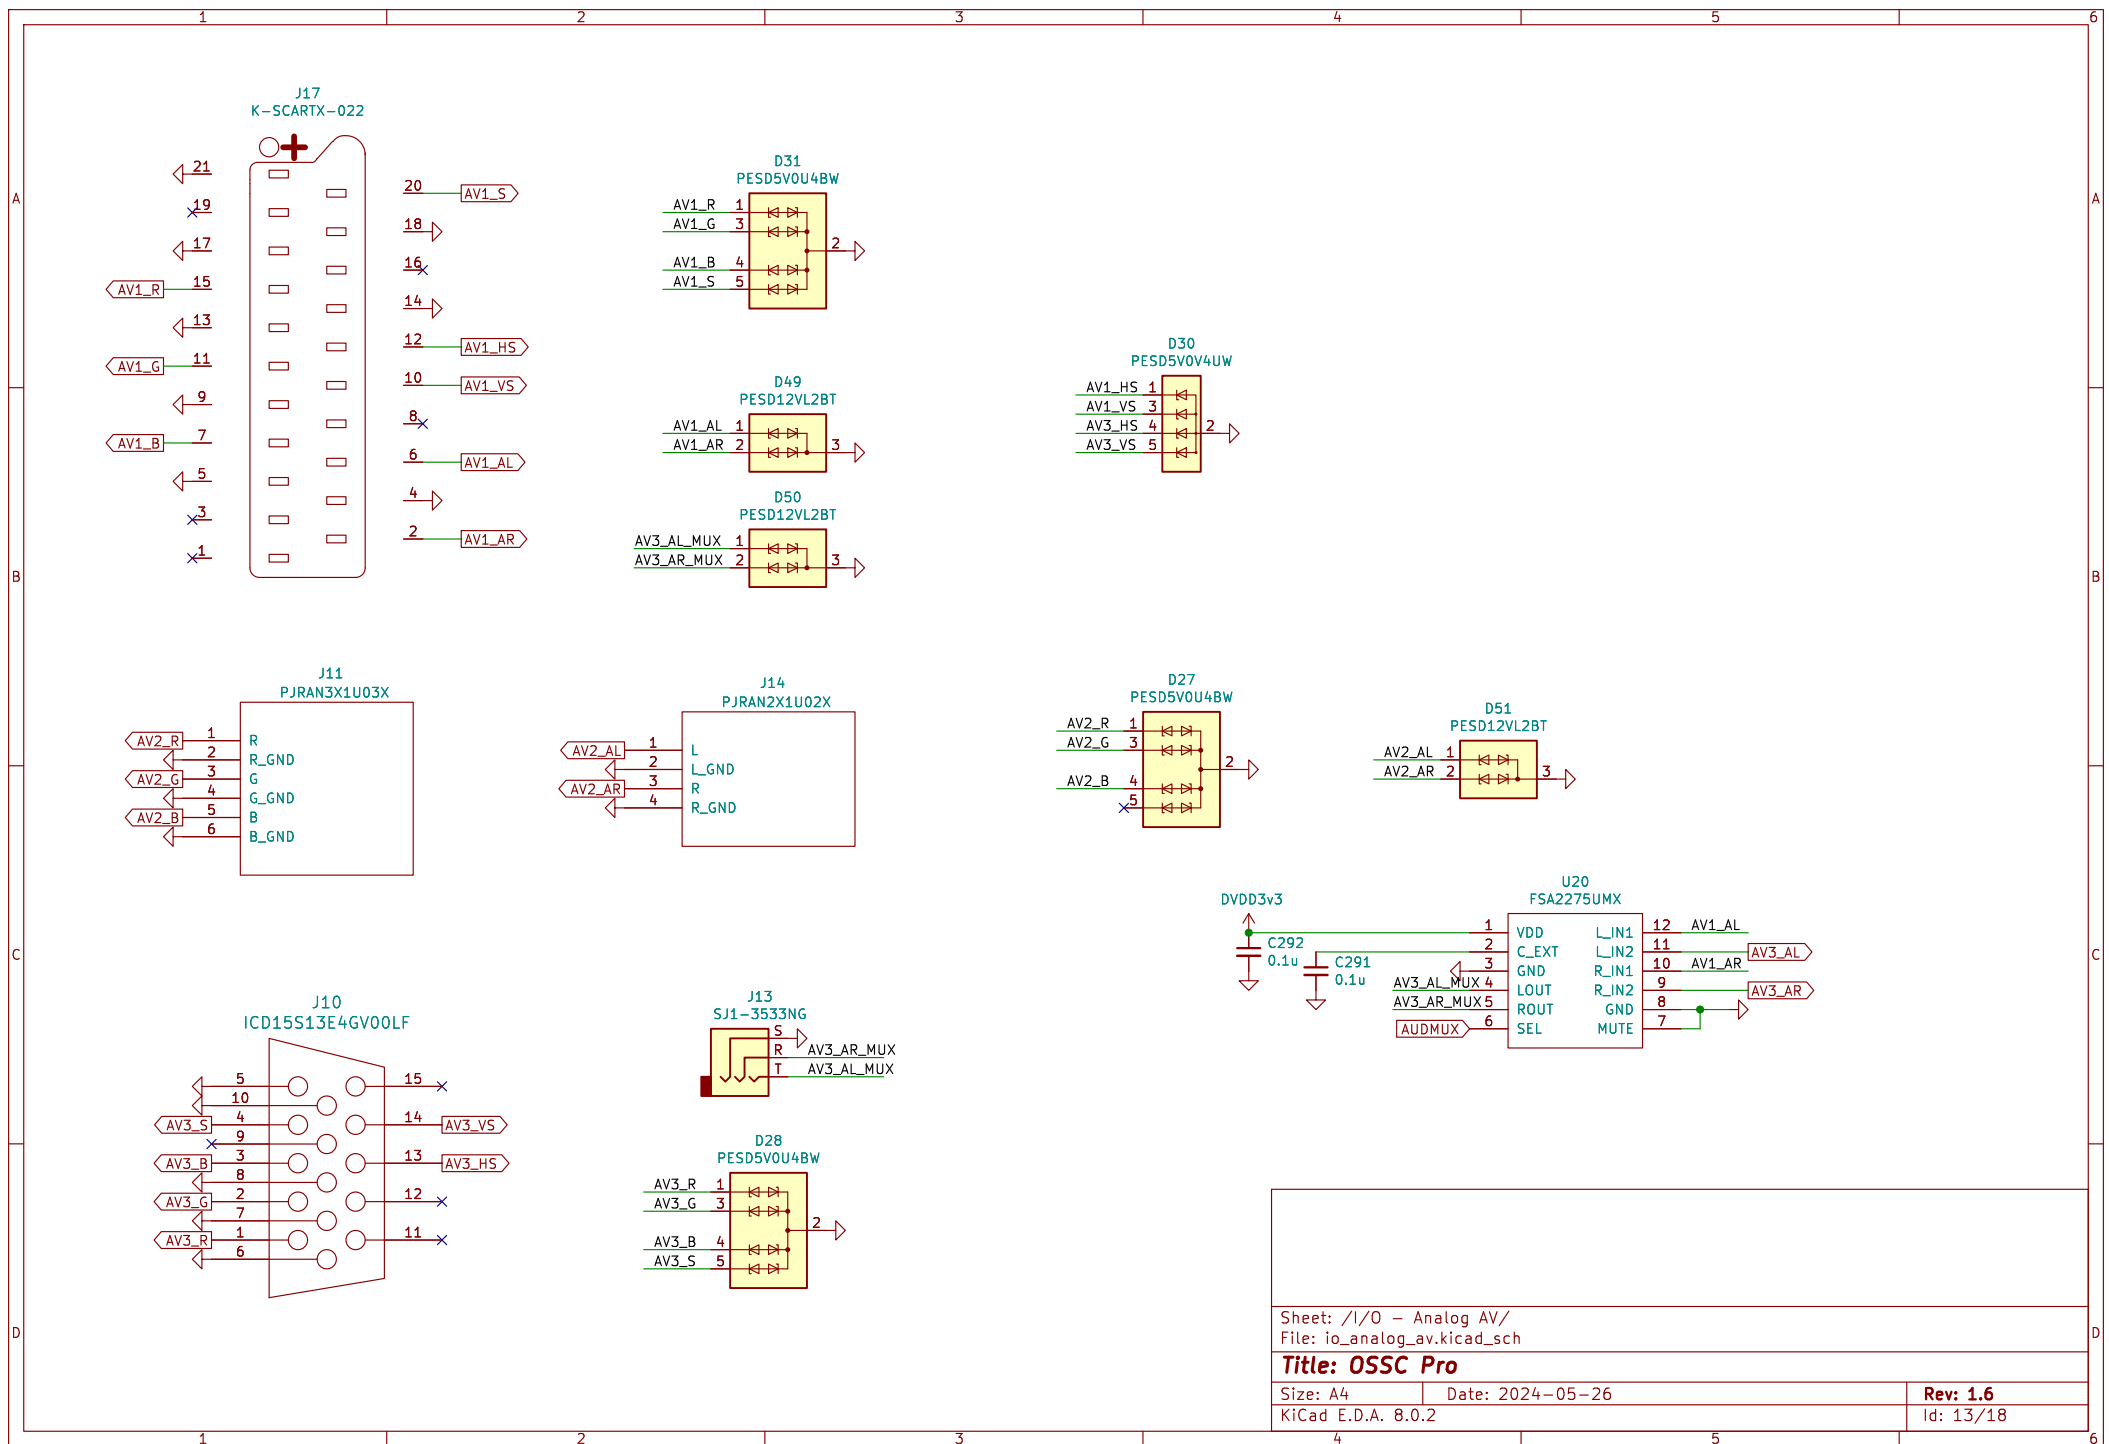 1 2 3 4 5 6
A A
B B
C C
D D
J17
K-SCARTX-022
21
20 AV1_S
19
18
17
16
AV1_R 15
14
13
12 AV1_HS
AV1_G 11
10 AV1_VS
9
8
AV1_B 7
6 AV1_AL
5
4
3
2 AV1_AR
1
D31
PESD5V0U4BW
AV1_R 1
AV1_G 3
2
AV1_B 4
AV1_S 5
D49
PESD12VL2BT
AV1_AL 1
AV1_AR 2 3
D50
PESD12VL2BT
AV3_AL_MUX 1
AV3_AR_MUX 2 3
D30
PESD5V0V4UW
AV1_HS 1
AV1_VS 3
AV3_HS 4 2
AV3_VS 5
J11
PJRAN3X1U03X
AV2_R 1 R
2 R_GND
AV2_G 3 G
4 G_GND
AV2_B 5 B
6 B_GND
J14
PJRAN2X1U02X
AV2_AL 1 L
2 L_GND
AV2_AR 3 R
4 R_GND
D27
PESD5V0U4BW
AV2_R 1
AV2_G 3
2
AV2_B 4
5
D51
PESD12VL2BT
AV2_AL 1
AV2_AR 2 3
U20
FSA2275UMX
DVDD3v3
C292
0.1u
C291
0.1u
1 VDD L_IN1 12 AV1_AL
2 C_EXT L_IN2 11 AV3_AL
3 GND R_IN1 10 AV1_AR
AV3_AL_MUX 4 LOUT R_IN2 9 AV3_AR
AV3_AR_MUX 5 ROUT GND 8
AUDMUX 6 SEL MUTE 7
J10
ICD15S13E4GV00LF
5 15
10
AV3_S 4 14 AV3_VS
9
AV3_B 3 13 AV3_HS
8
AV3_G 2 12
7
AV3_R 1 11
6
J13
SJ1-3533NG
S
R AV3_AR_MUX
T AV3_AL_MUX
D28
PESD5V0U4BW
AV3_R 1
AV3_G 3
2
AV3_B 4
AV3_S 5
Sheet: /I/O - Analog AV/
File: io_analog_av.kicad_sch
Title: OSSC Pro
Size: A4 Date: 2024-05-26 Rev: 1.6
KiCad E.D.A. 8.0.2 Id: 13/18
1 2 3 4 5 6